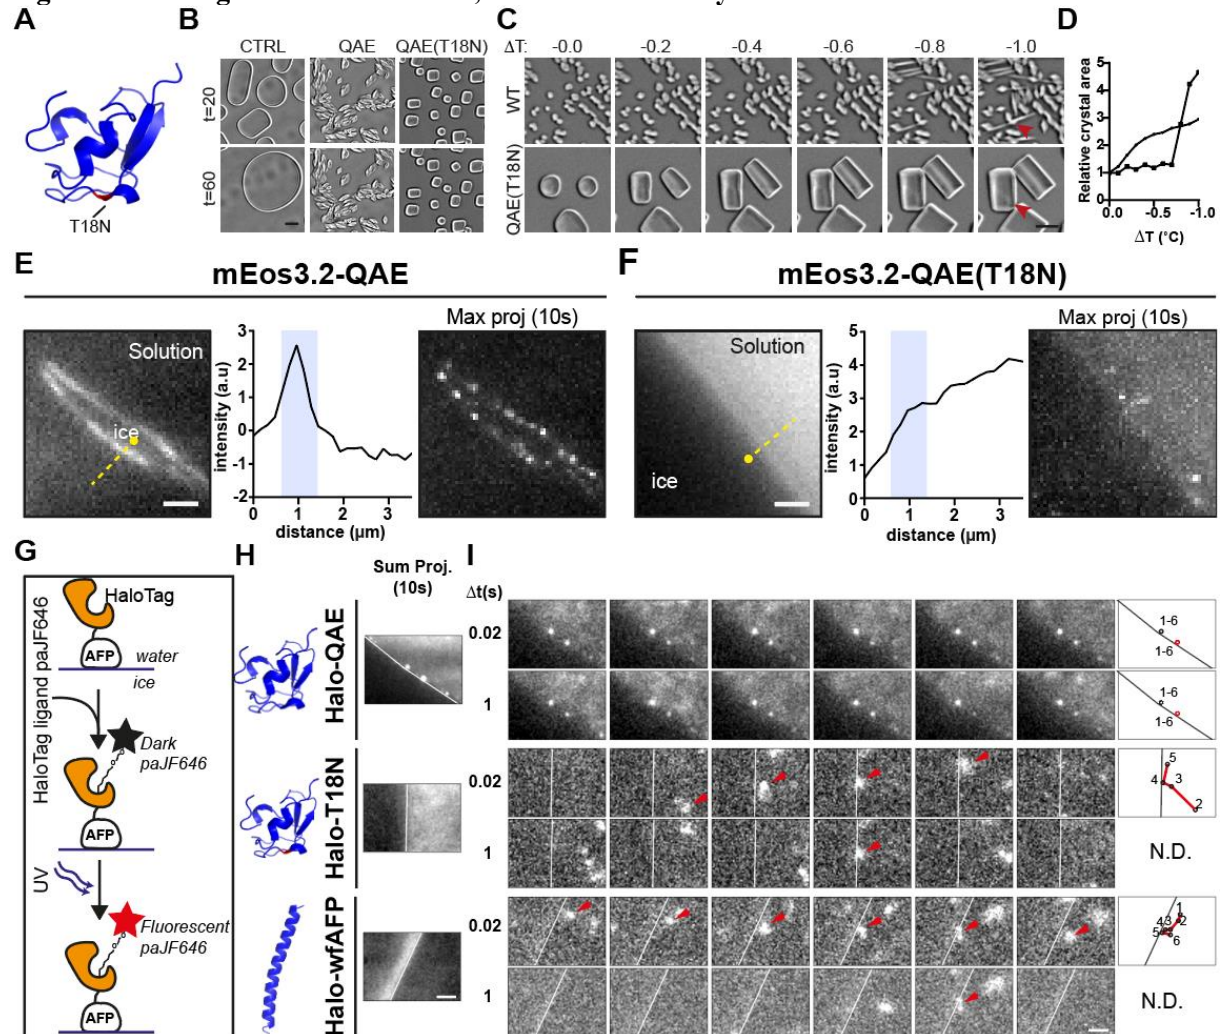 A
T18N
B
CTRL QAE QAE(T18N)
t=20
t=60
C
ΔT: -0.0 -0.2 -0.4 -0.6 -0.8 -1.0
WT
QAE(T18N)
D
Relative crystal area
5
4
3
2
1
0
0.0 -0.5 -1.0
ΔT (°C)
E
mEos3.2-QAE
Solution
ice
intensity (a.u)
3
2
1
0
-1
-2
0 1 2 3
distance (µm)
Max proj (10s)
F
mEos3.2-QAE(T18N)
Solution
ice
intensity (a.u)
5
4
3
2
1
0
0 1 2 3
distance (µm)
Max proj (10s)
G
HaloTag
AFP
water
ice
HaloTag ligand paJF646
Dark
paJF646
AFP
UV
Fluorescent
paJF646
AFP
H
Sum Proj.
(10s)
Halo-QAE
Halo-T18N
Halo-wfAFP
I
Δt(s)
0.02
1-6
1-6
1
1-6
1-6
0.02
5
4 3
2
1
N.D.
0.02
1
2
4 3
5 6
1
N.D.